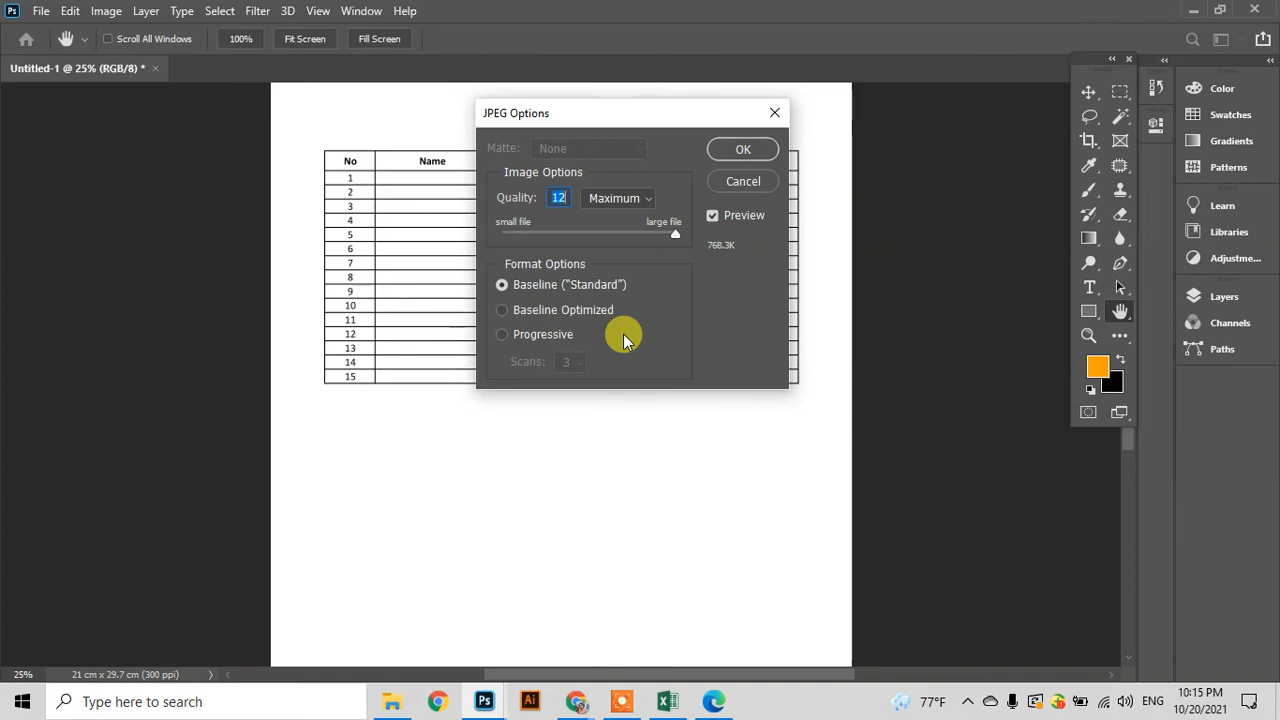 Ps File Edit Image Layer Type Select Filter 3D View Window Help
Scroll All Windows 100% Fit Screen Fill Screen
Untitled-1 @ 25% (RGB/8) *
JPEG Options
Matte: None
OK
Image Options
Cancel
Quality: 12 Maximum
Preview
small file large file
768.3K
Format Options
Baseline (“Standard”)
Baseline Optimized
Progressive
Scans: 3
No Name
1
2
3
4
5
6
7
8
9
10
11
12
13
14
15
Color
Swatches
Gradients
Patterns
Learn
Libraries
Adjustme...
Layers
Channels
Paths
25% 21 cm x 29.7 cm (300 ppi)
Type here to search
Ps Ai
77°F
ENG
10:15 PM
10/20/2021